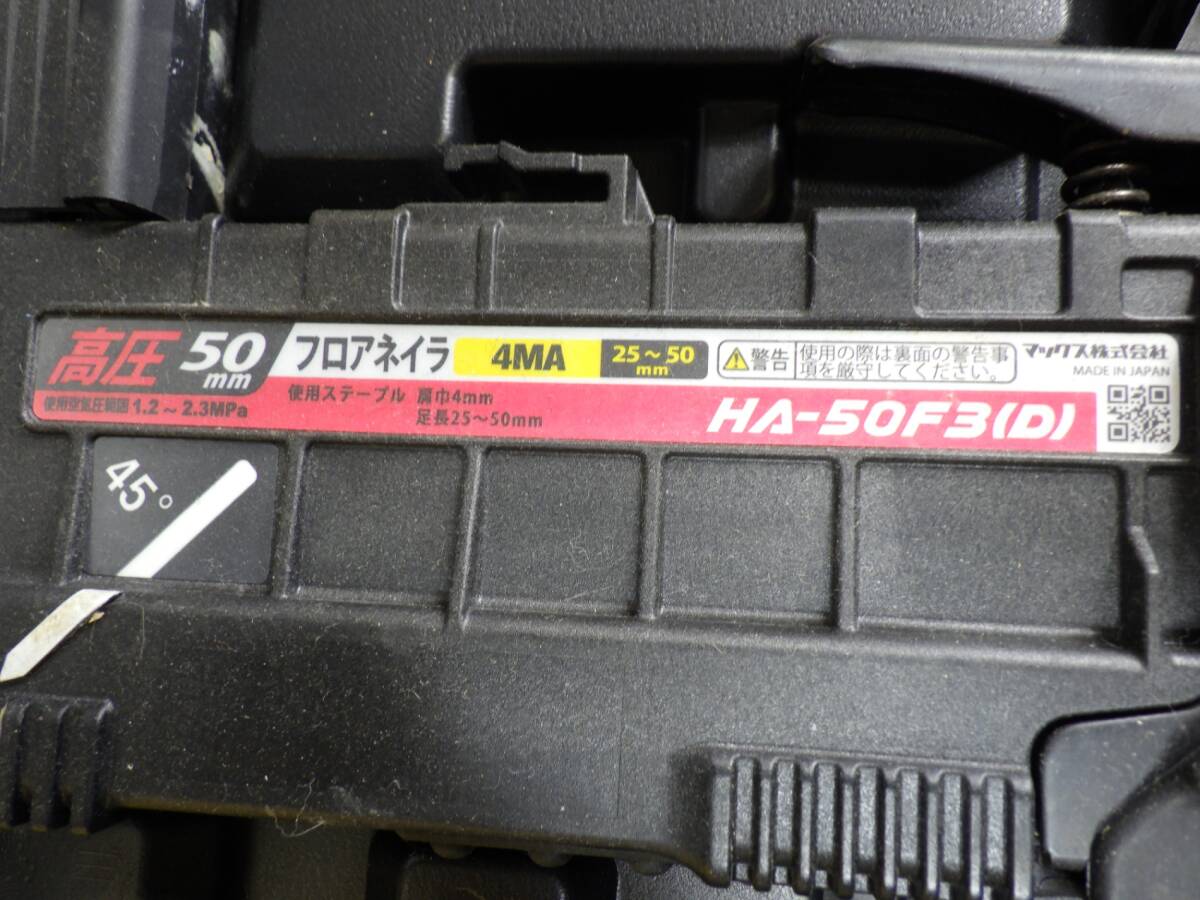 高圧 50mm
使用空気圧範囲1.2～2.3MPa
フロアネイラ 4MA 25～50mm
使用ステープル 肩巾4mm
足長25～50mm
警告 使用の際は裏面の警告事
項を厳守してください。
マックス株式会社
MADE IN JAPAN
HA-50F3(D)
45°